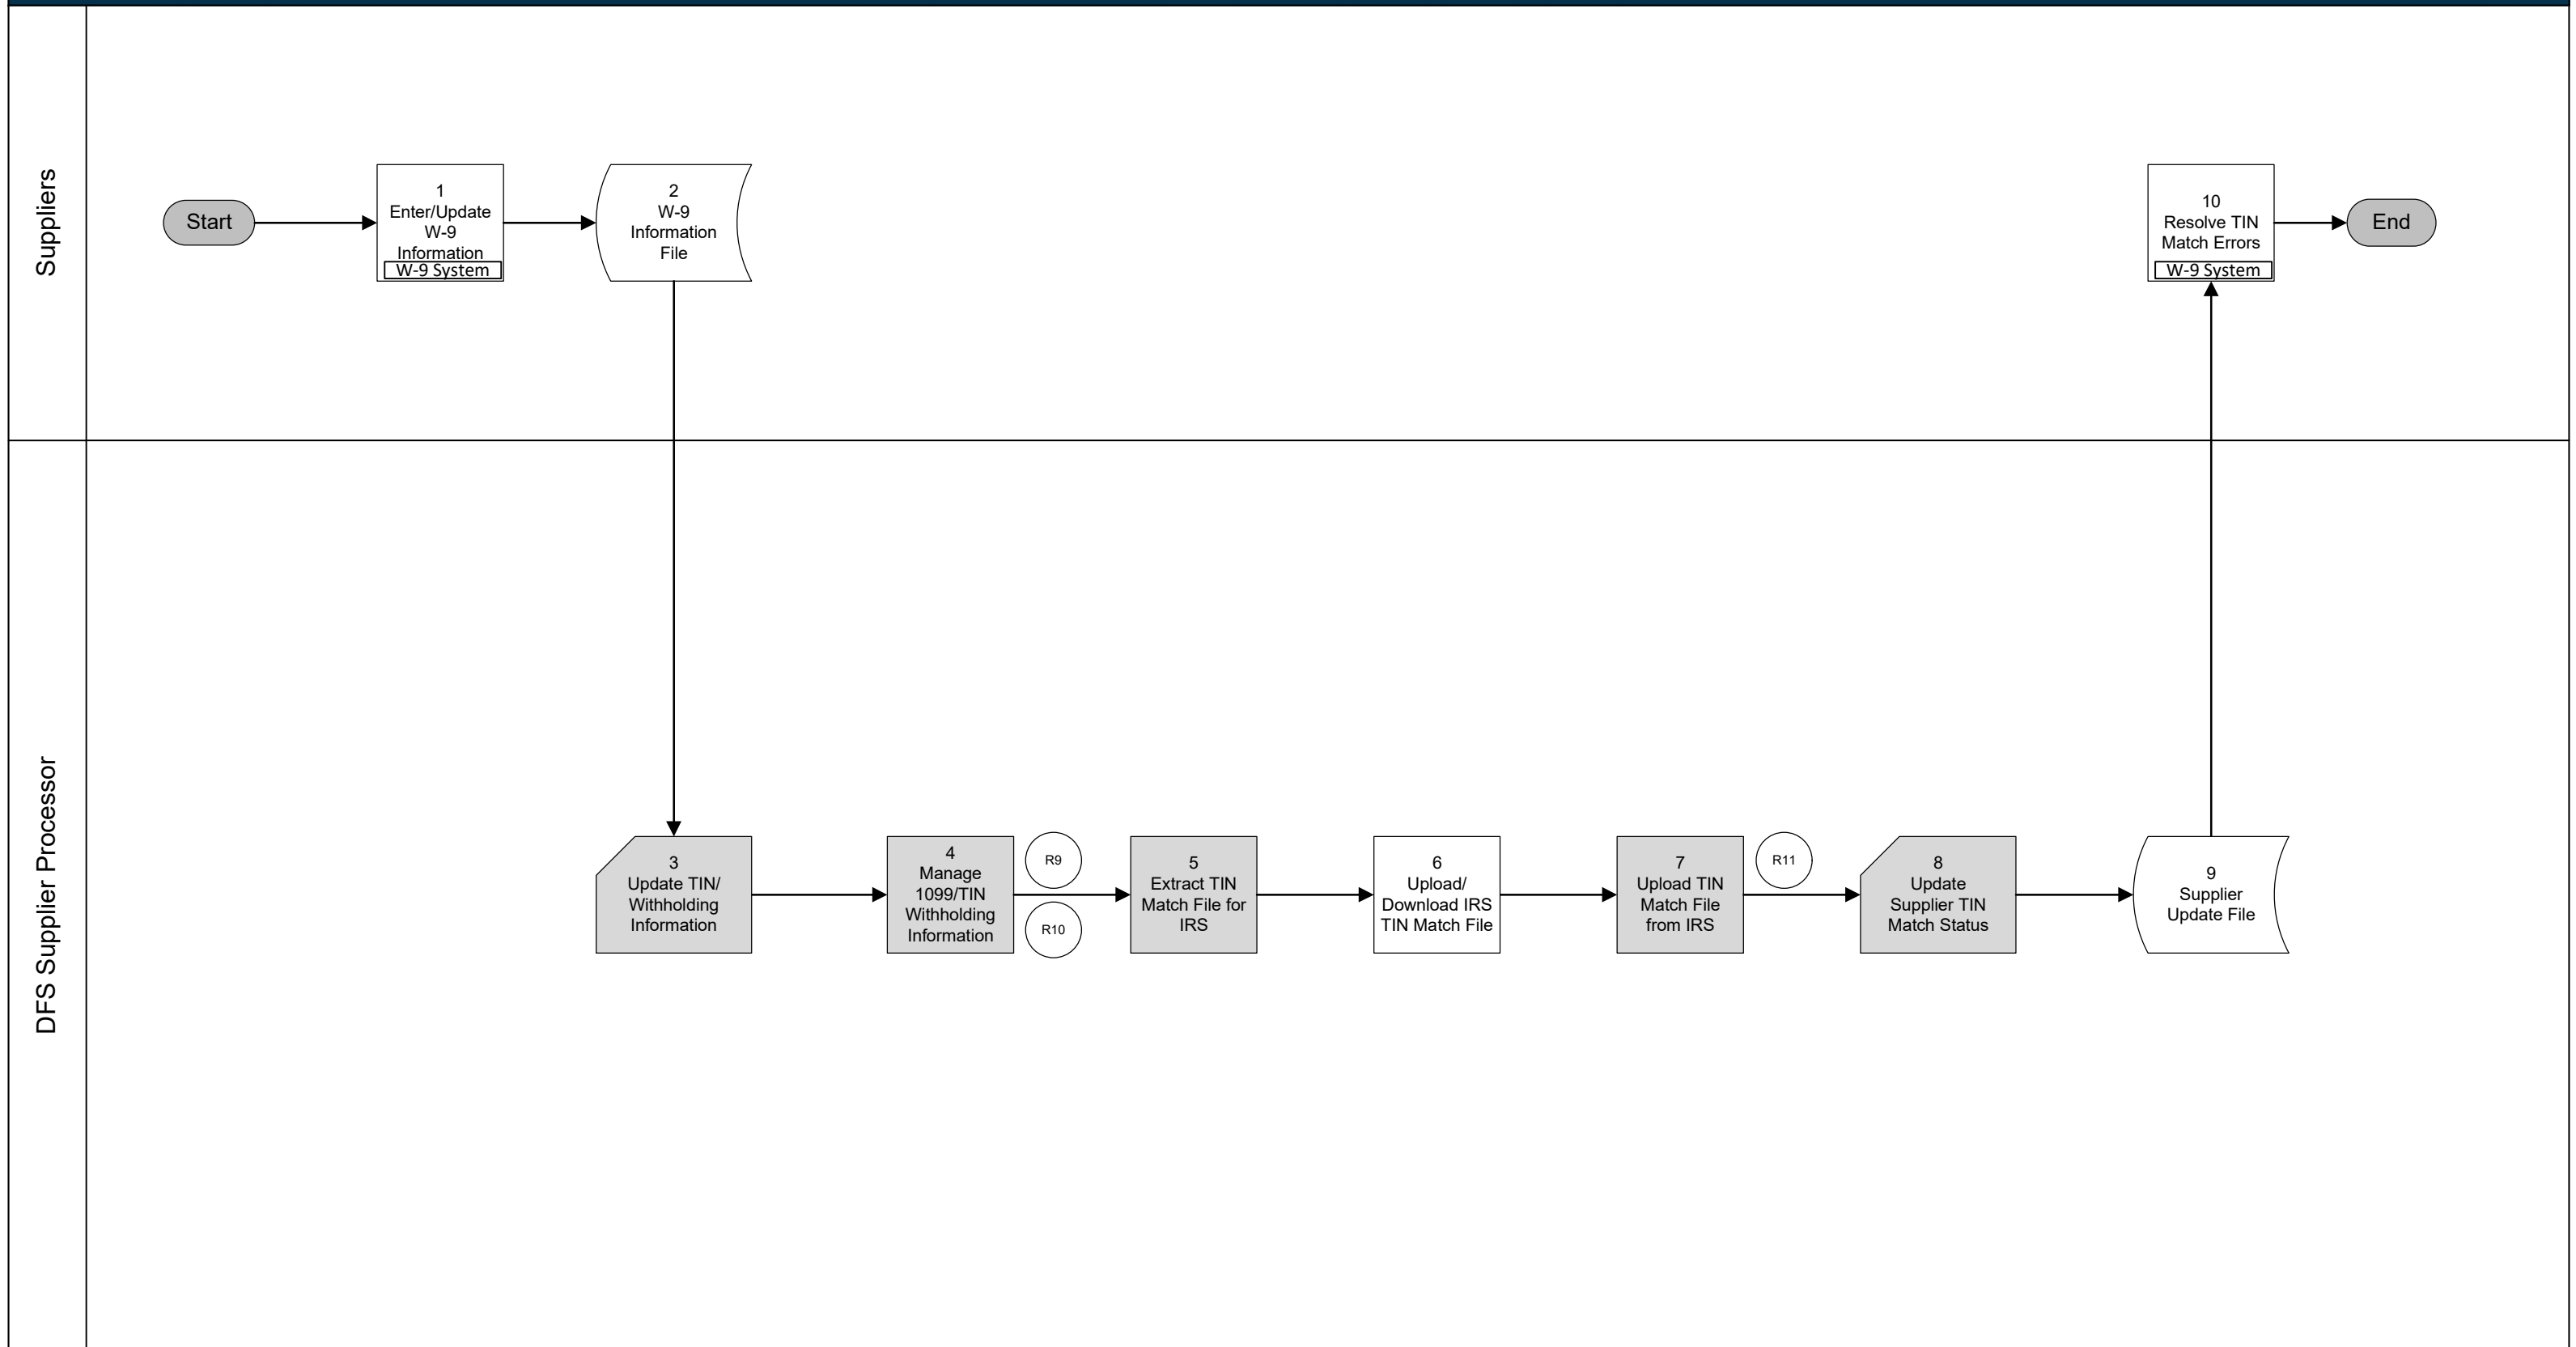 Suppliers
Start
1
Enter/Update
W-9
Information
W-9 System
2
W-9
Information
File
10
Resolve TIN
Match Errors
W-9 System
End
DFS Supplier Processor
3
Update TIN/
Withholding
Information
4
Manage
1099/TIN
Withholding
Information
R9
R10
5
Extract TIN
Match File for
IRS
6
Upload/
Download IRS
TIN Match File
7
Upload TIN
Match File
from IRS
R11
8
Update
Supplier TIN
Match Status
9
Supplier
Update File